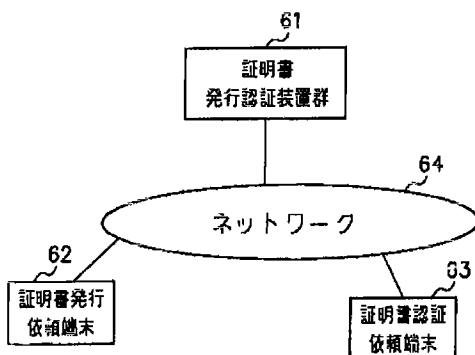 61
証明書
発行認証装置群
64
ネットワーク
62
証明書発行
依頼端末
63
証明書認証
依頼端末